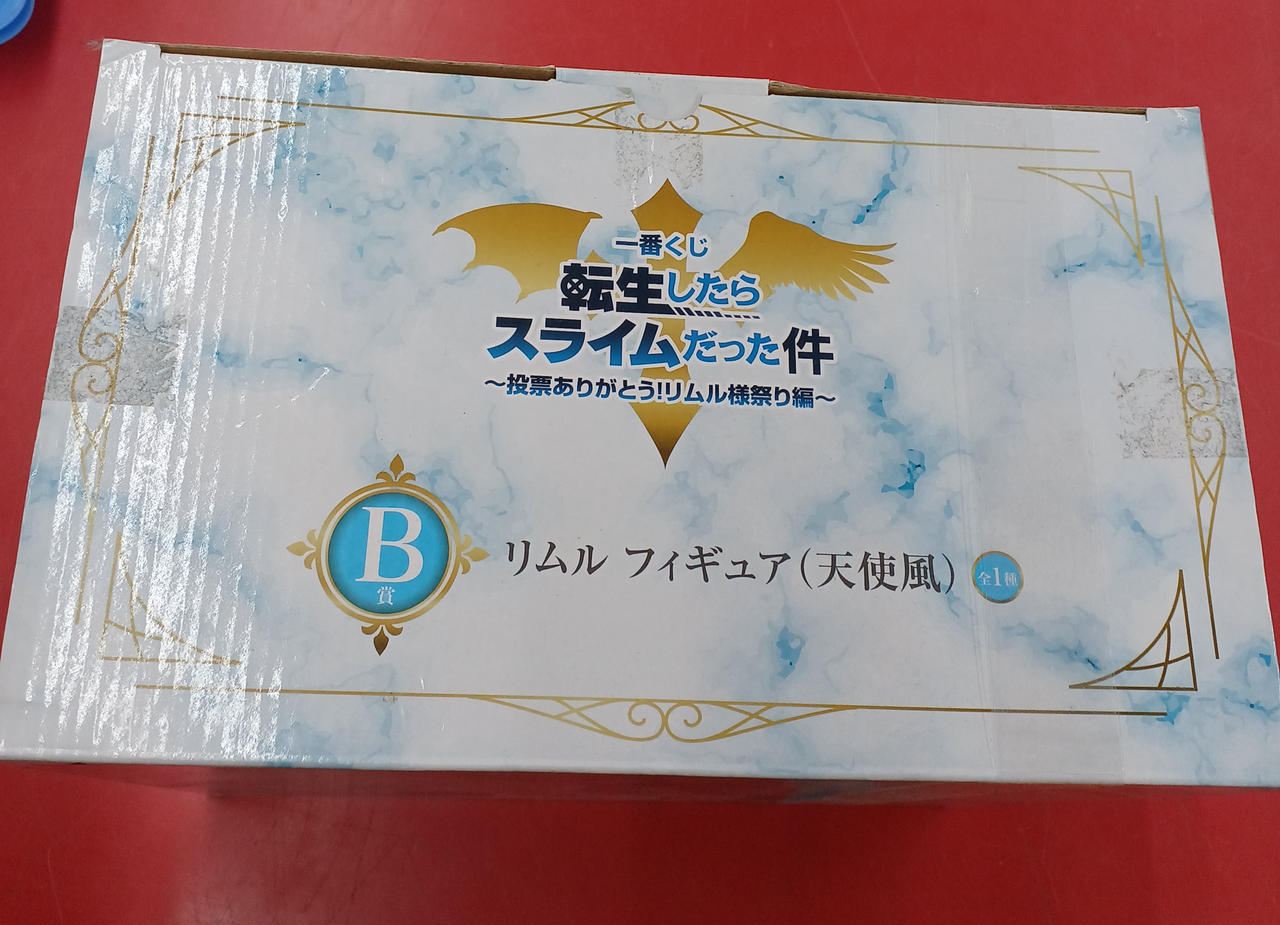 一番くじ
転生したら
スライムだった件
～投票ありがとう!リムル様祭り編～
B
賞
リムル フィギュア(天使風)
全1種